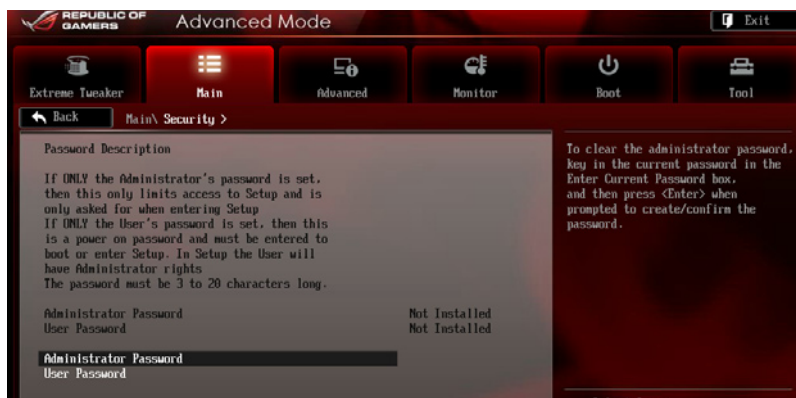 REPUBLIC OF
GAMERS
Advanced Mode
Exit
Extreme Tweaker
Main
Advanced
Monitor
Boot
Tool
Back
Main\ Security >
Password Description
If ONLY the Administrator's password is set,
then this only limits access to Setup and is
only asked for when entering Setup
If ONLY the User's password is set, then this
is a power on password and must be entered to
boot or enter Setup. In Setup the User will
have Administrator rights
The password must be 3 to 20 characters long.
Administrator Password Not Installed
User Password Not Installed
Administrator Password
User Password
To clear the administrator password,
key in the current password in the
Enter Current Password box,
and then press <Enter> when
prompted to create/confirm the
password.